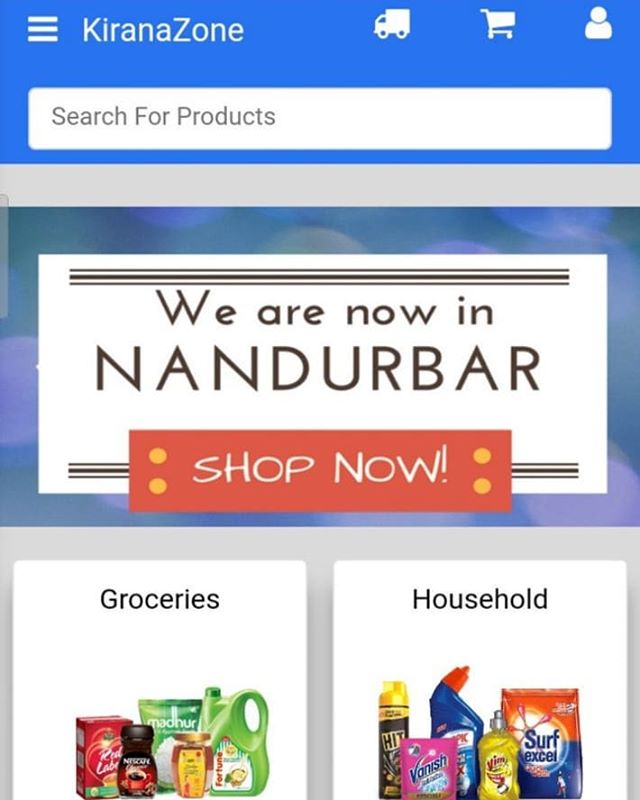 KiranaZone
Search For Products
We are now in
NANDURBAR
SHOP NOW!
Groceries
Household
Red
Label
NESCAFE
madhur
Fortune
HIT
Vanish
Vim
Surf
excel